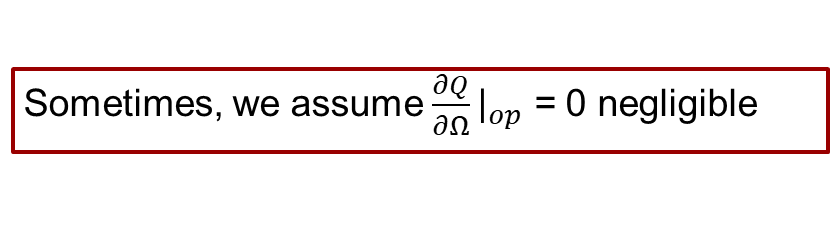 Sometimes, we assume ∂Q/∂Ω |op = 0 negligible